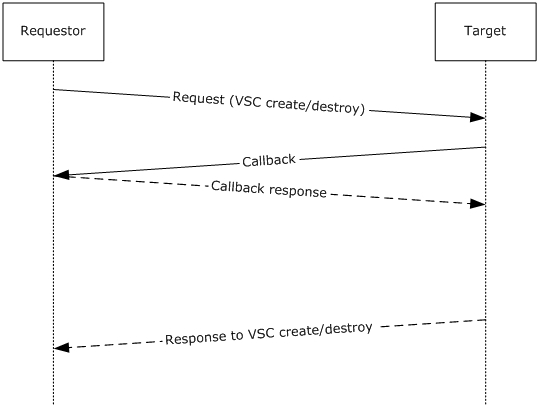 Requestor
Target
Request (VSC create/destroy)
Callback
Callback response
Response to VSC create/destroy